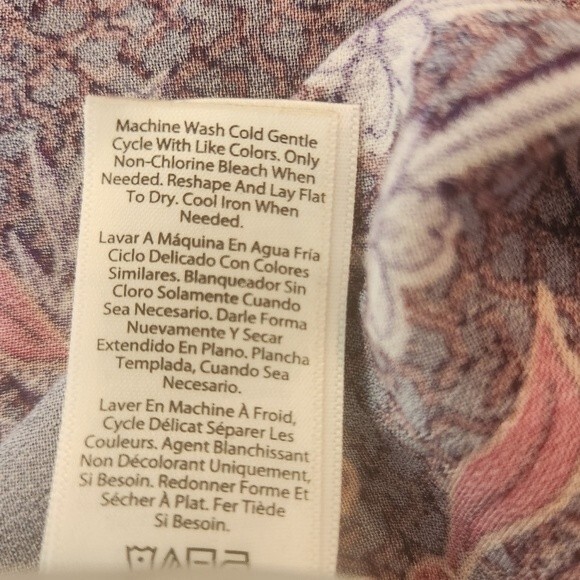 Machine Wash Cold Gentle
Cycle With Like Colors. Only
Non-Chlorine Bleach When
Needed. Reshape And Lay Flat
To Dry. Cool Iron When
Needed.
Lavar A Máquina En Agua Fría
Ciclo Delicado Con Colores
Similares. Blanqueador Sin
Cloro Solamente Cuando
Sea Necesario. Darle Forma
Nuevamente Y Secar
Extendido En Plano. Plancha
Templada, Cuando Sea
Necesario.
Laver En Machine À Froid,
Cycle Délicat Séparer Les
Couleurs. Agent Blanchissant
Non Décolorant Uniquement,
Si Besoin. Redonner Forme Et
Sécher À Plat. Fer Tiède
Si Besoin.